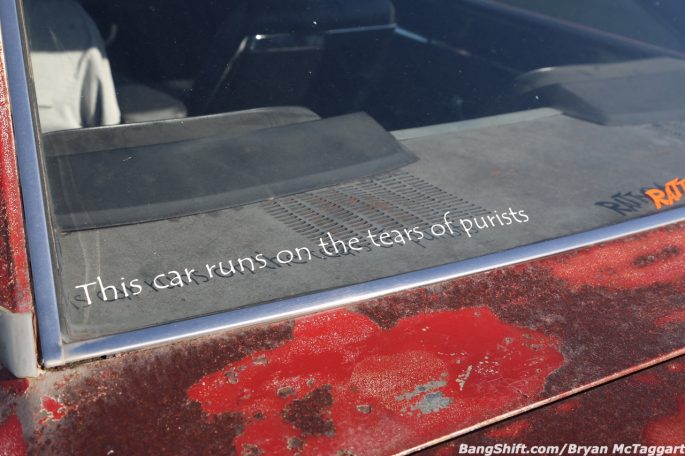 This car runs on the tears of purists
BangShift.com/Bryan McTaggart